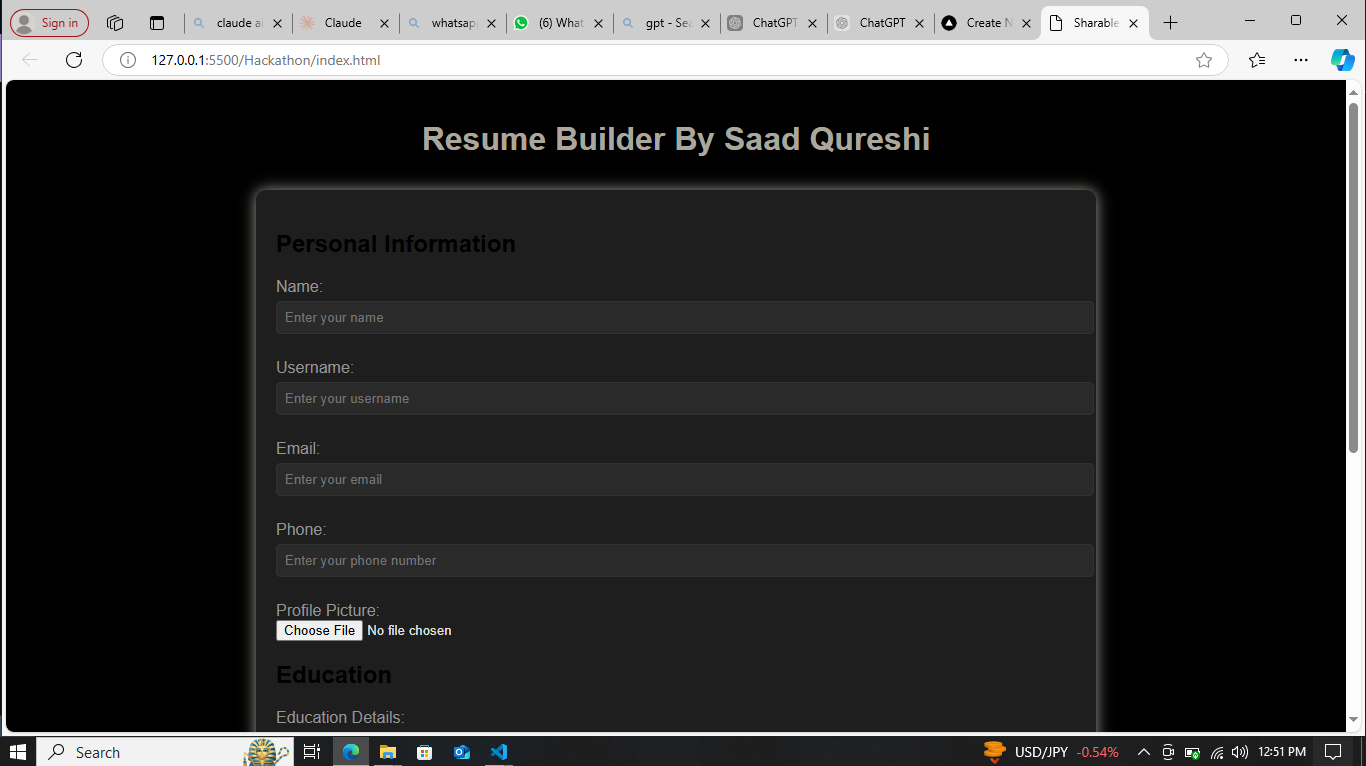 Sign in
claude ai
Claude
whatsapp
(6) What
gpt - Sea
ChatGPT
ChatGPT
Create N
Sharable
127.0.0.1:5500/Hackathon/index.html
Resume Builder By Saad Qureshi
Personal Information
Name:
Enter your name
Username:
Enter your username
Email:
Enter your email
Phone:
Enter your phone number
Profile Picture:
Choose File No file chosen
Education
Education Details:
Search
USD/JPY -0.54%
12:51 PM